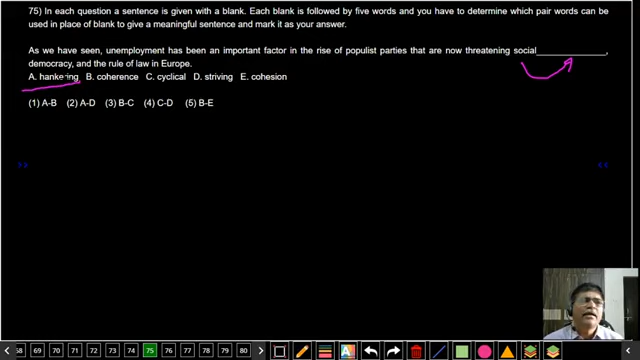 75) In each question a sentence is given with a blank. Each blank is followed by five words and you have to determine which pair words can be
used in place of blank to give a meaningful sentence and mark it as your answer.
As we have seen, unemployment has been an important factor in the rise of populist parties that are now threatening social______________,
democracy, and the rule of law in Europe.
A. hankering B. coherence C. cyclical D. striving E. cohesion
(1) A-B (2) A-D (3) B-C (4) C-D (5) B-E
>> <<
< 68 69 70 71 72 73 74 75 76 77 78 79 80 > A <